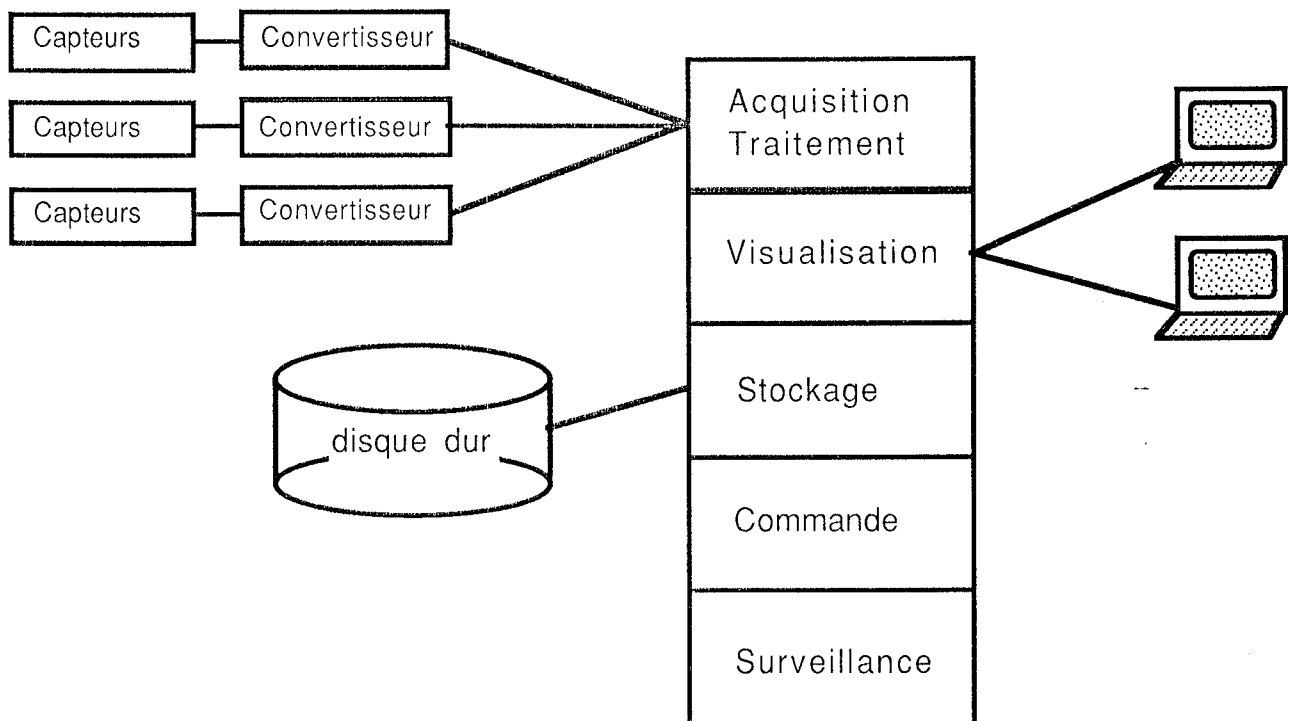 Capteurs
Convertisseur
Capteurs
Convertisseur
Capteurs
Convertisseur
Acquisition
Traitement
Visualisation
Stockage
disque dur
Commande
Surveillance